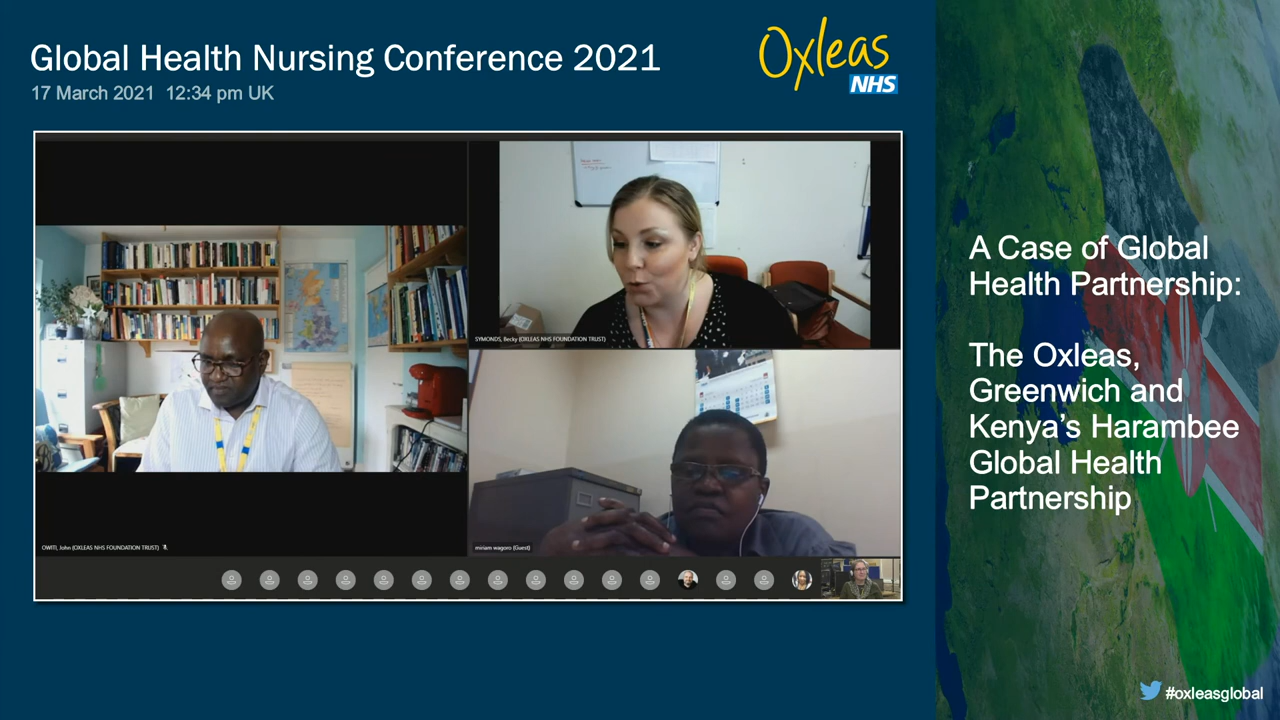 Global Health Nursing Conference 2021
17 March 2021 12:34 pm UK
Oxleas
NHS
SYMONDS, Becky (OXLEAS NHS FOUNDATION TRUST)
OWITI, John (OXLEAS NHS FOUNDATION TRUST)
miriam wagoro (Guest)
A Case of Global
Health Partnership:
The Oxleas,
Greenwich and
Kenya’s Harambee
Global Health
Partnership
#oxleasglobal